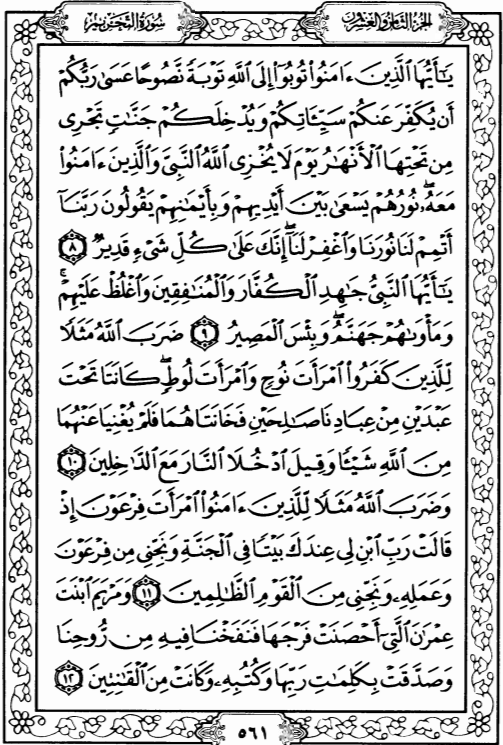 الجزء الثامن والعشرون
سورة التحريم
يَٰٓأَيُّهَا ٱلَّذِينَ ءَامَنُوا۟ تُوبُوٓا۟ إِلَى ٱللَّهِ تَوْبَةً نَّصُوحًا عَسَىٰ رَبُّكُمْ
أَن يُكَفِّرَ عَنكُمْ سَيِّـَٔاتِكُمْ وَيُدْخِلَكُمْ جَنَّٰتٍ تَجْرِى
مِن تَحْتِهَا ٱلْأَنْهَٰرُ يَوْمَ لَا يُخْزِى ٱللَّهُ ٱلنَّبِىَّ وَٱلَّذِينَ ءَامَنُوا۟
مَعَهُۥ ۖ نُورُهُمْ يَسْعَىٰ بَيْنَ أَيْدِيهِمْ وَبِأَيْمَٰنِهِمْ يَقُولُونَ رَبَّنَآ
أَتْمِمْ لَنَا نُورَنَا وَٱغْفِرْ لَنَآ ۖ إِنَّكَ عَلَىٰ كُلِّ شَىْءٍ قَدِيرٌ ٨
يَٰٓأَيُّهَا ٱلنَّبِىُّ جَٰهِدِ ٱلْكُفَّارَ وَٱلْمُنَٰفِقِينَ وَٱغْلُظْ عَلَيْهِمْ ۚ
وَمَأْوَىٰهُمْ جَهَنَّمُ ۖ وَبِئْسَ ٱلْمَصِيرُ ٩ ضَرَبَ ٱللَّهُ مَثَلًا
لِّلَّذِينَ كَفَرُوا۟ ٱمْرَأَتَ نُوحٍ وَٱمْرَأَتَ لُوطٍ ۖ كَانَتَا تَحْتَ
عَبْدَيْنِ مِنْ عِبَادِنَا صَٰلِحَيْنِ فَخَانَتَاهُمَا فَلَمْ يُغْنِيَا عَنْهُمَا
مِنَ ٱللَّهِ شَيْـًٔا وَقِيلَ ٱدْخُلَا ٱلنَّارَ مَعَ ٱلدَّٰخِلِينَ ١٠
وَضَرَبَ ٱللَّهُ مَثَلًا لِّلَّذِينَ ءَامَنُوا۟ ٱمْرَأَتَ فِرْعَوْنَ إِذْ
قَالَتْ رَبِّ ٱبْنِ لِى عِندَكَ بَيْتًا فِى ٱلْجَنَّةِ وَنَجِّنِى مِن فِرْعَوْنَ
وَعَمَلِهِۦ وَنَجِّنِى مِنَ ٱلْقَوْمِ ٱلظَّٰلِمِينَ ١١ وَمَرْيَمَ ٱبْنَتَ
عِمْرَٰنَ ٱلَّتِىٓ أَحْصَنَتْ فَرْجَهَا فَنَفَخْنَا فِيهِ مِن رُّوحِنَا
وَصَدَّقَتْ بِكَلِمَٰتِ رَبِّهَا وَكُتُبِهِۦ وَكَانَتْ مِنَ ٱلْقَٰنِتِينَ ١٢
٥٦١